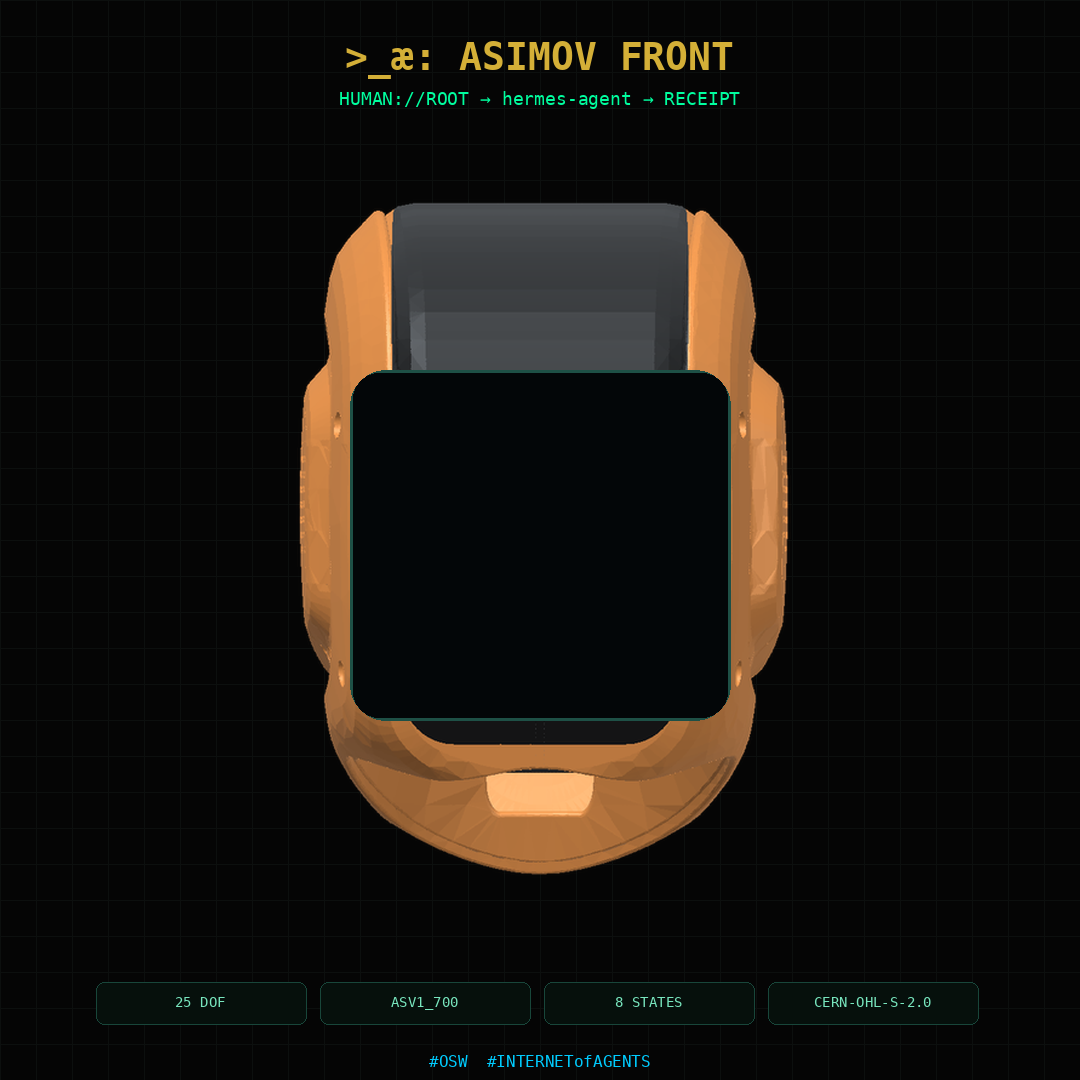 >_æ: ASIMOV FRONT
HUMAN://ROOT → hermes-agent → RECEIPT
25 DOF
ASV1_700
8 STATES
CERN-OHL-S-2.0
#OSW #INTERNETofAGENTS